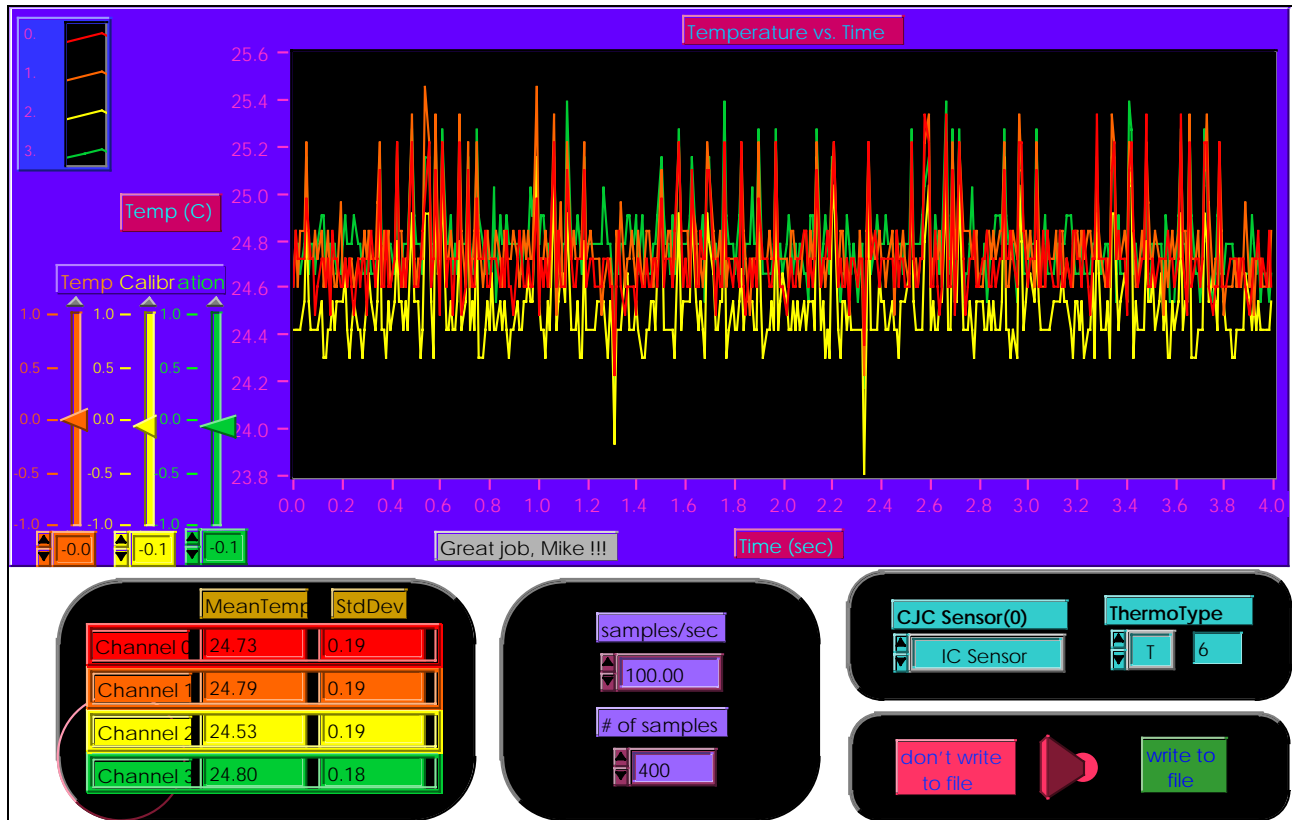 0.
1.
2.
3.
Temperature vs. Time
25.6
25.4
25.2
25.0
24.8
24.6
24.4
24.2
24.0
23.8
Temp (C)
0.0 0.2 0.4 0.6 0.8 1.0 1.2 1.4 1.6 1.8 2.0 2.2 2.4 2.6 2.8 3.0 3.2 3.4 3.6 3.8 4.0
Time (sec)
Great job, Mike !!!
Temp Calibration
1.0 1.0 1.0
0.5 0.5 0.5
0.0 0.0 0.0
-0.5 -0.5 -0.5
-1.0 -1.0 1.0
-0.0 -0.1 -0.1
MeanTemp StdDev
Channel 0 24.73 0.19
Channel 1 24.79 0.19
Channel 2 24.53 0.19
Channel 3 24.80 0.18
samples/sec
100.00
# of samples
400
CJC Sensor(0)
IC Sensor
ThermoType
T 6
don't write
to file
write to
file